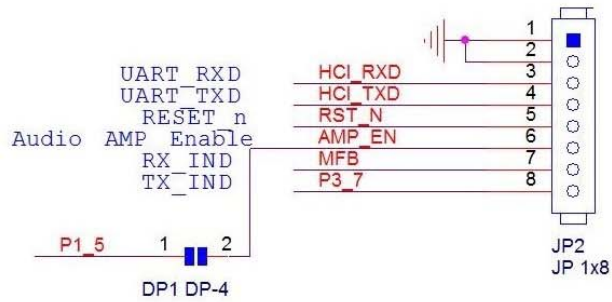 1
2
UART_RXD HCI_RXD 3
UART_TXD HCI_TXD 4
RESET_n RST_N 5
Audio AMP Enable AMP_EN 6
RX_IND MFB 7
TX_IND P3_7 8
P1_5 1 2
DP1 DP-4
JP2
JP 1x8